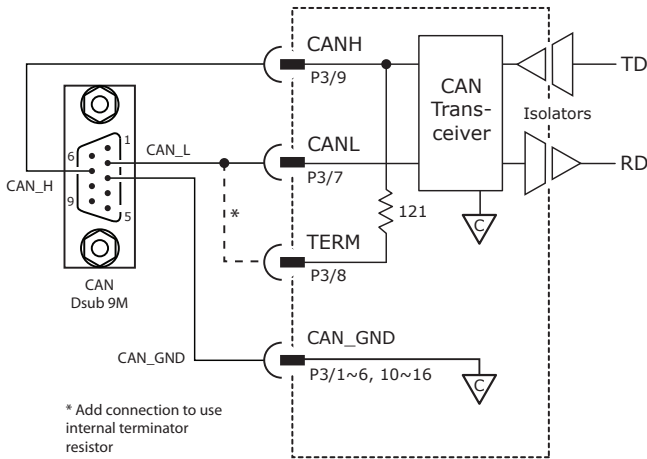 CANH
P3/9
TD
CAN
Trans-
ceiver
Isolators
1
6
CAN_L
CANL
RD
CAN_H
P3/7
9
5
*
121
C
TERM
P3/8
CAN
Dsub 9M
CAN_GND
CAN_GND
P3/1~6, 10~16
C
* Add connection to use
internal terminator
resistor